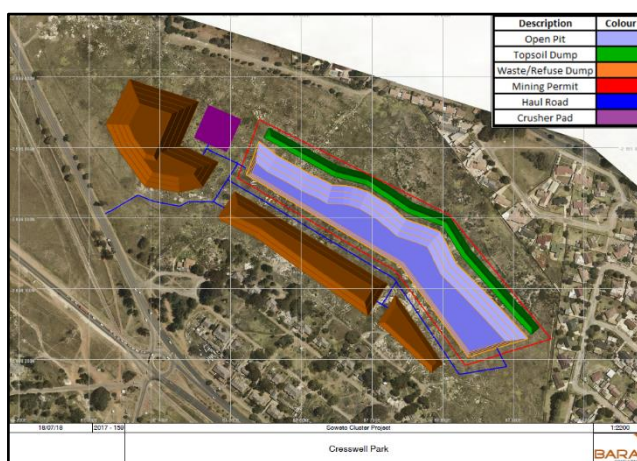 Description Colour
Open Pit
Topsoil Dump
Waste/Refuse Dump
Mining Permit
Haul Road
Crusher Pad
18/07/18 2017 - 159 Soweto Cluster Project 1:2200
Cresswell Park
BARA